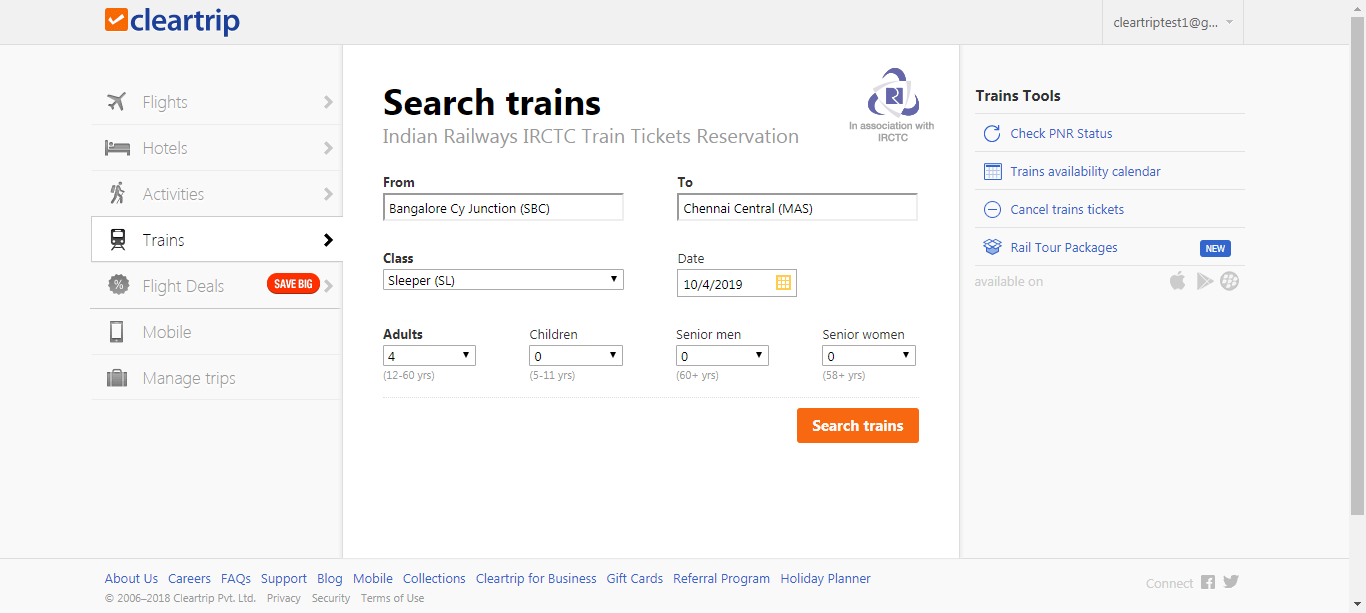 cleartrip
cleartriptest1@g...
Flights
Hotels
Activities
Trains
Flight Deals SAVE BIG
Mobile
Manage trips
Search trains
Indian Railways IRCTC Train Tickets Reservation
In association with
IRCTC
From To
Bangalore Cy Junction (SBC) Chennai Central (MAS)
Class Date
Sleeper (SL) 10/4/2019
Adults Children Senior men Senior women
4 0 0 0
(12-60 yrs) (5-11 yrs) (60+ yrs) (58+ yrs)
Search trains
Trains Tools
Check PNR Status
Trains availability calendar
Cancel trains tickets
Rail Tour Packages NEW
available on
About Us Careers FAQs Support Blog Mobile Collections Cleartrip for Business Gift Cards Referral Program Holiday Planner
© 2006–2018 Cleartrip Pvt. Ltd. Privacy Security Terms of Use
Connect